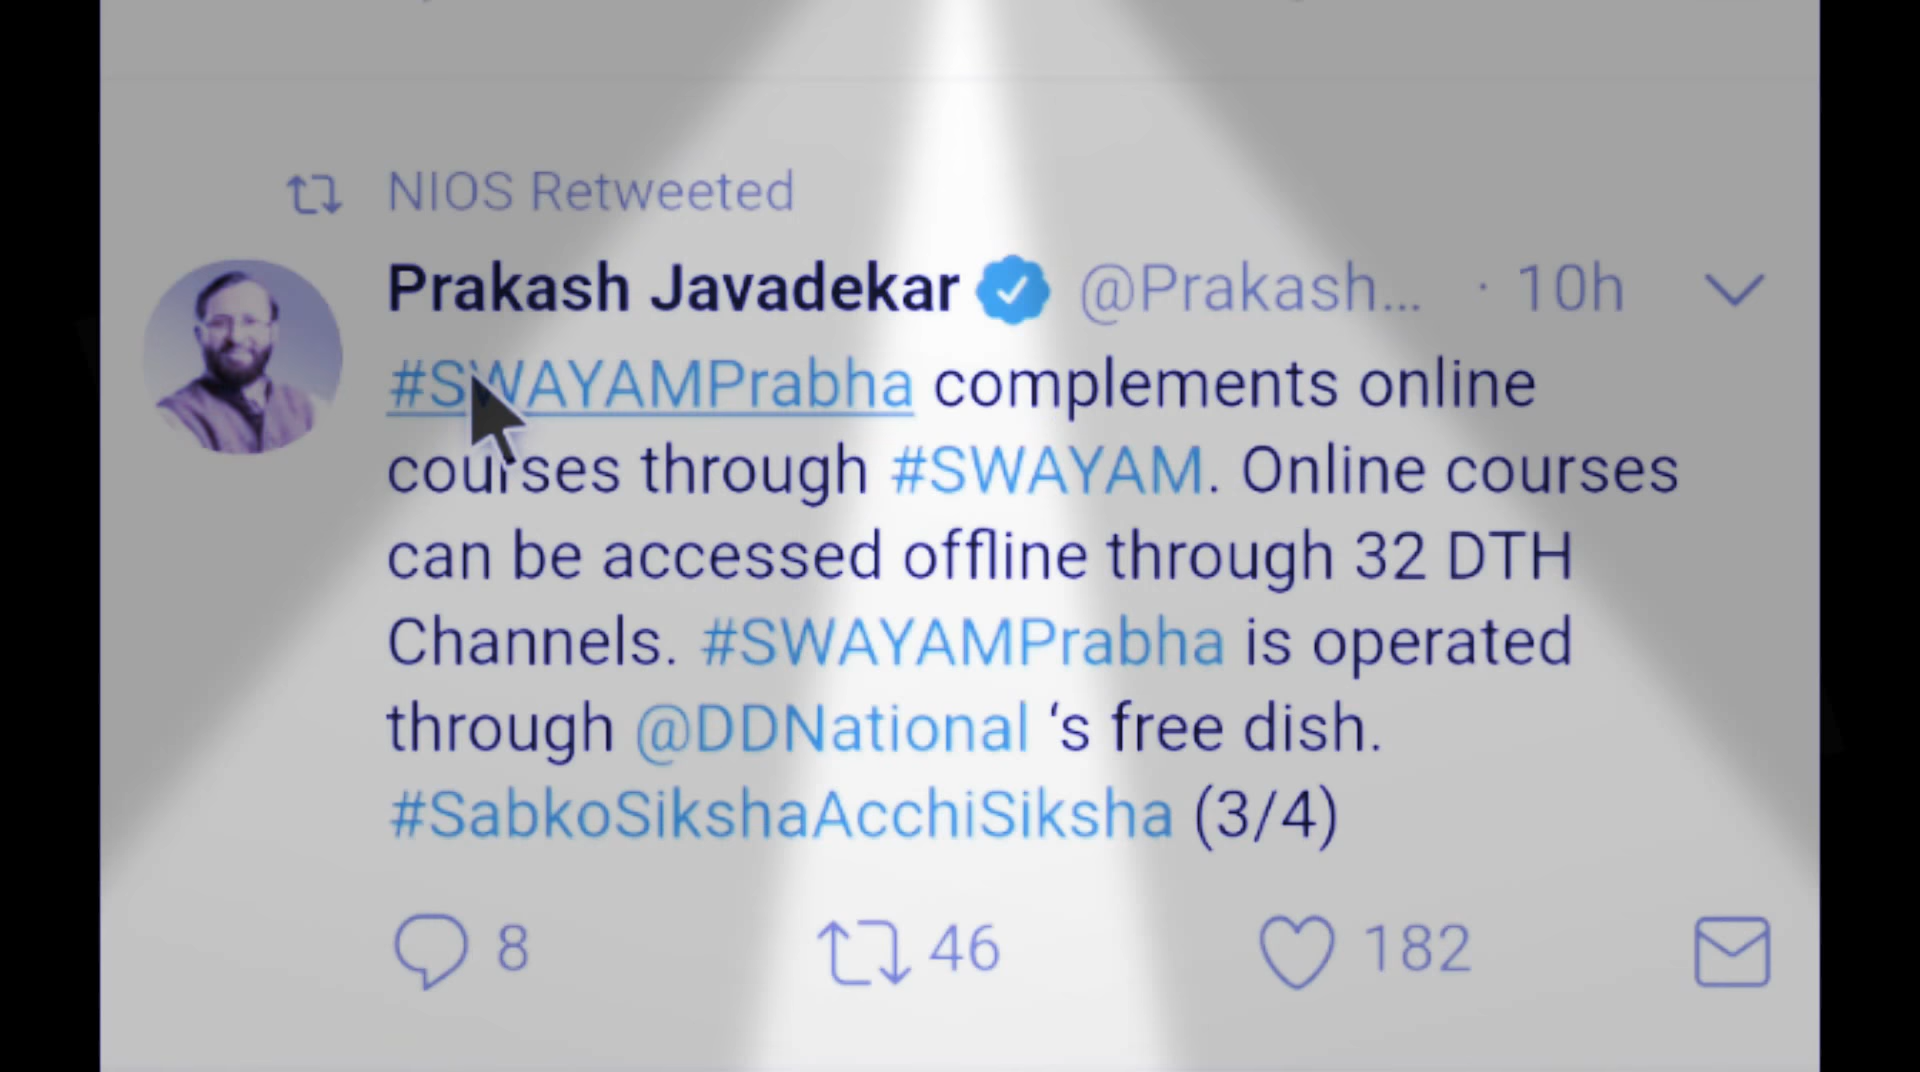 NIOS Retweeted
Prakash Javadekar @Prakash... · 10h
#SWAYAMPrabha complements online
courses through #SWAYAM. Online courses
can be accessed offline through 32 DTH
Channels. #SWAYAMPrabha is operated
through @DDNational ‘s free dish.
#SabkoSikshaAcchiSiksha (3/4)
8 46 182